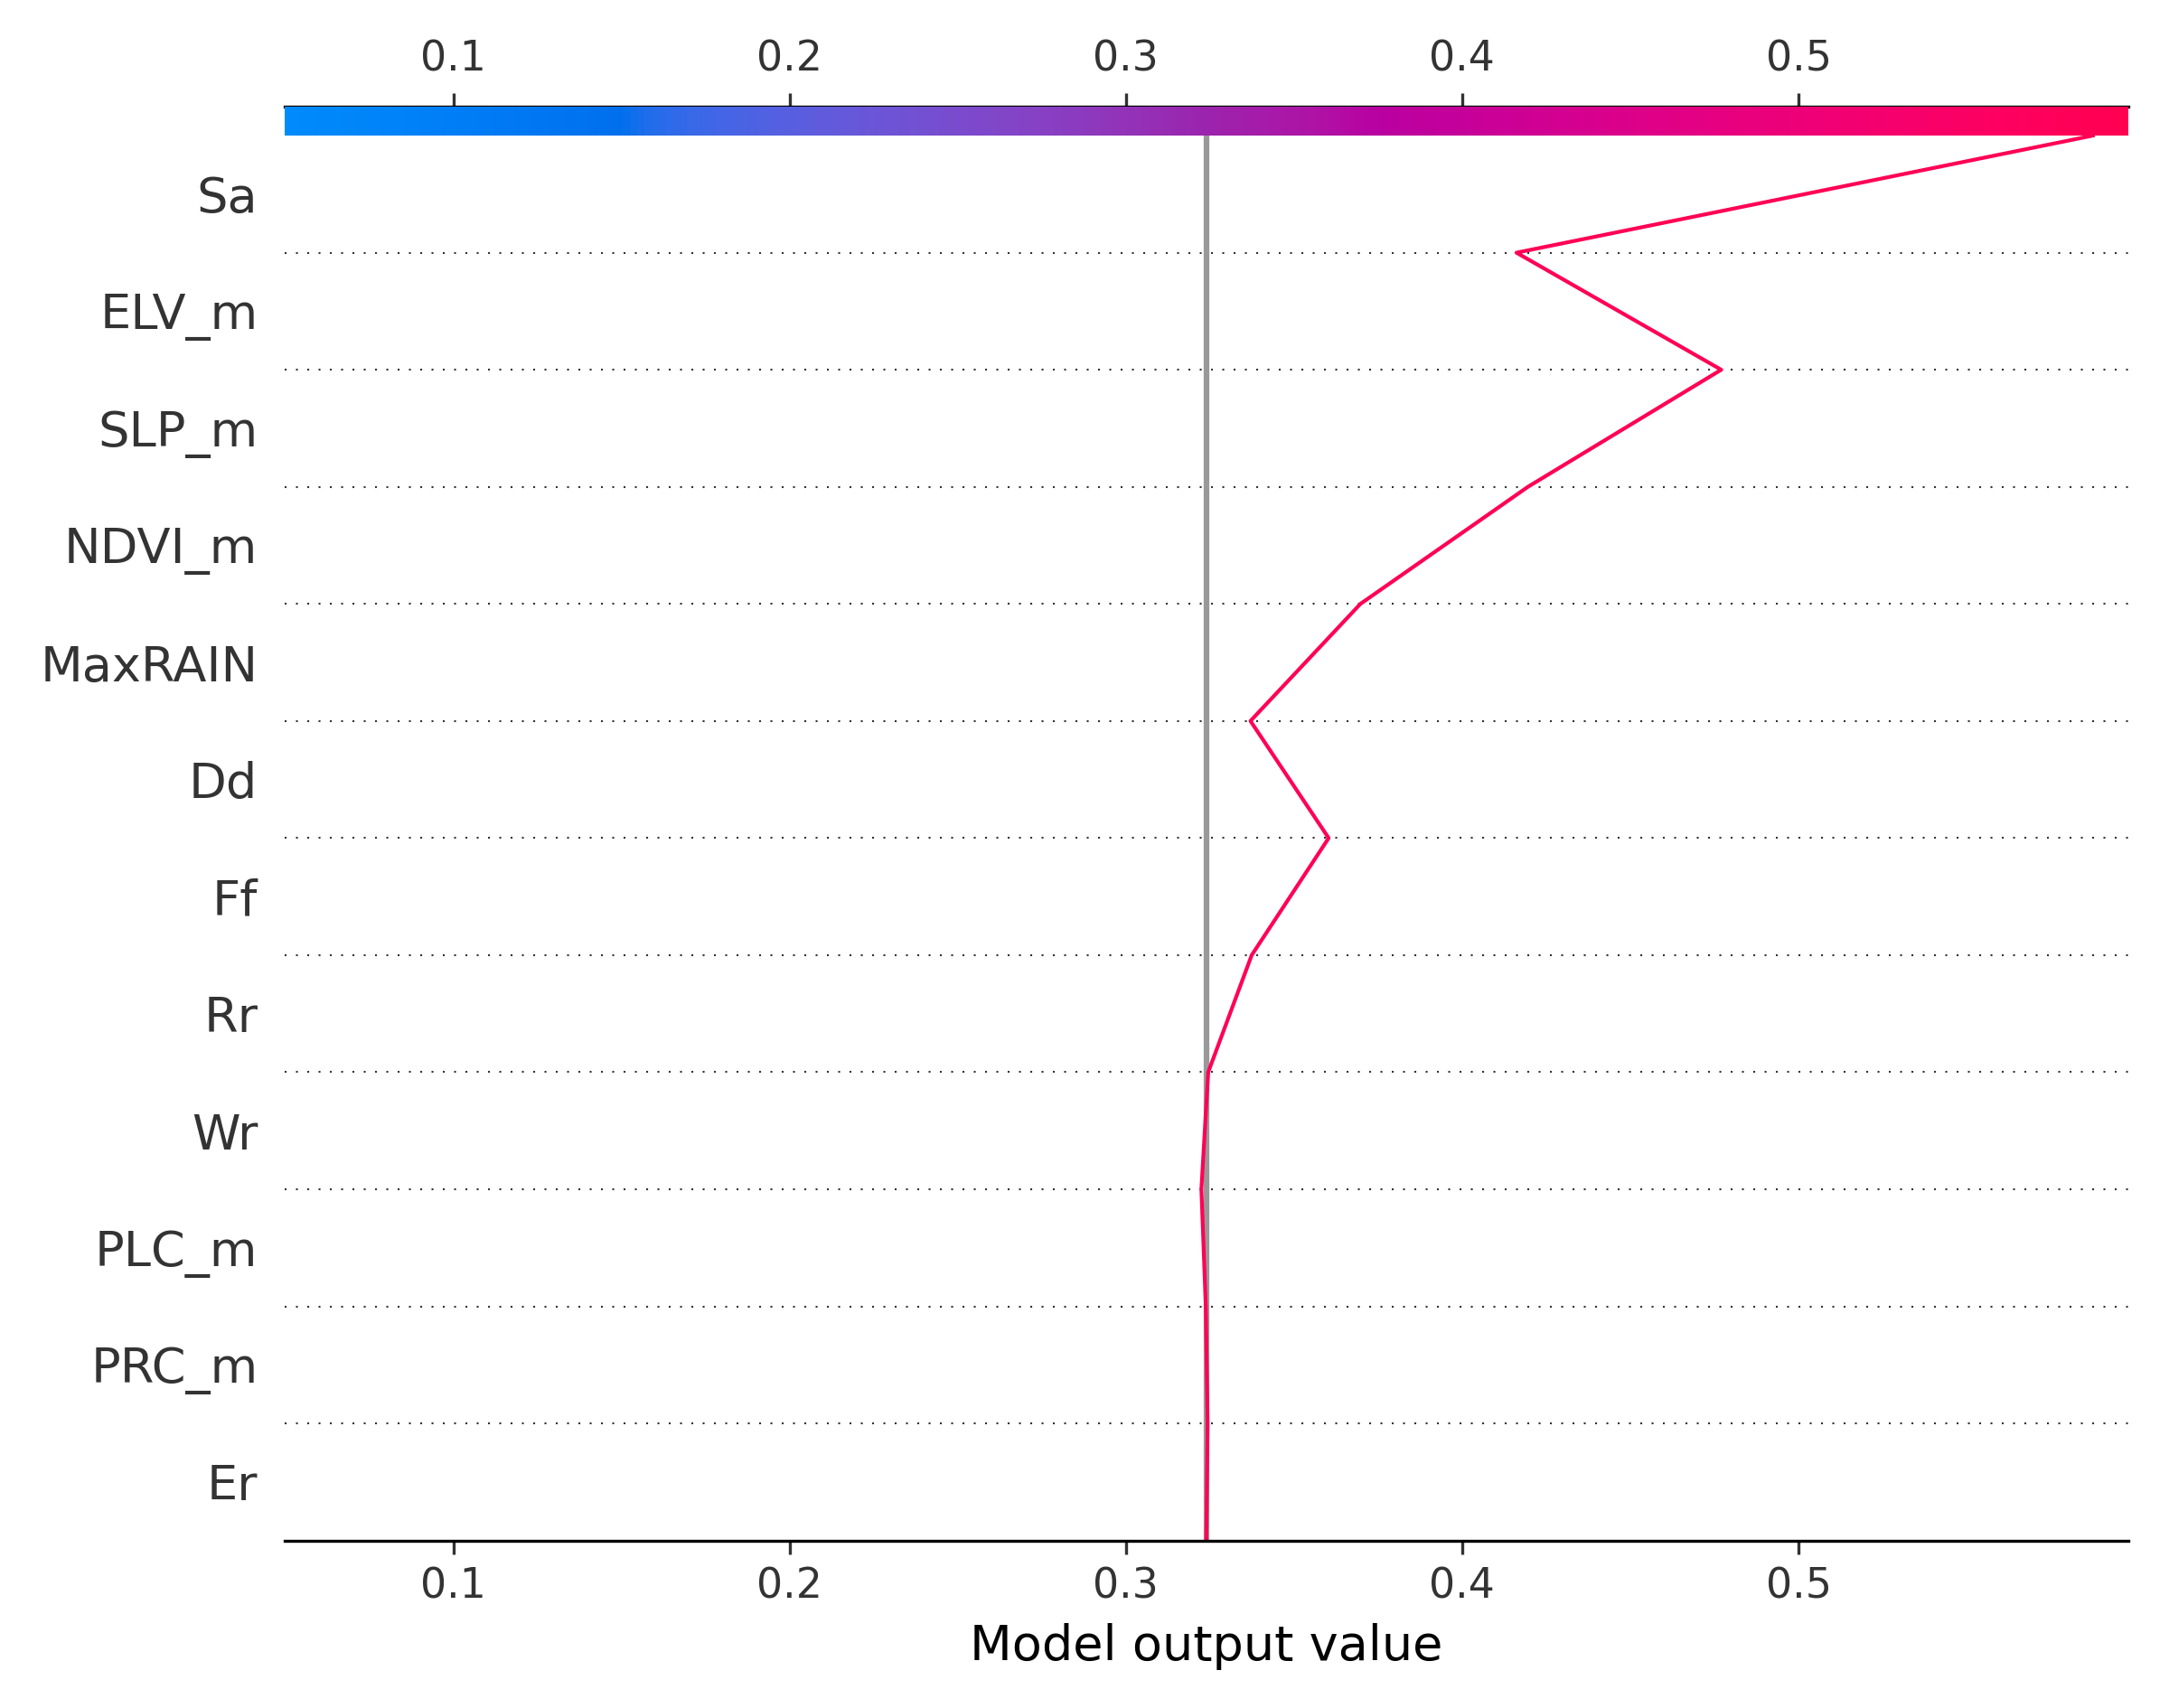 0.1 0.2 0.3 0.4 0.5
Sa
ELV_m
SLP_m
NDVI_m
MaxRAIN
Dd
Ff
Rr
Wr
PLC_m
PRC_m
Er
0.1 0.2 0.3 0.4 0.5
Model output value